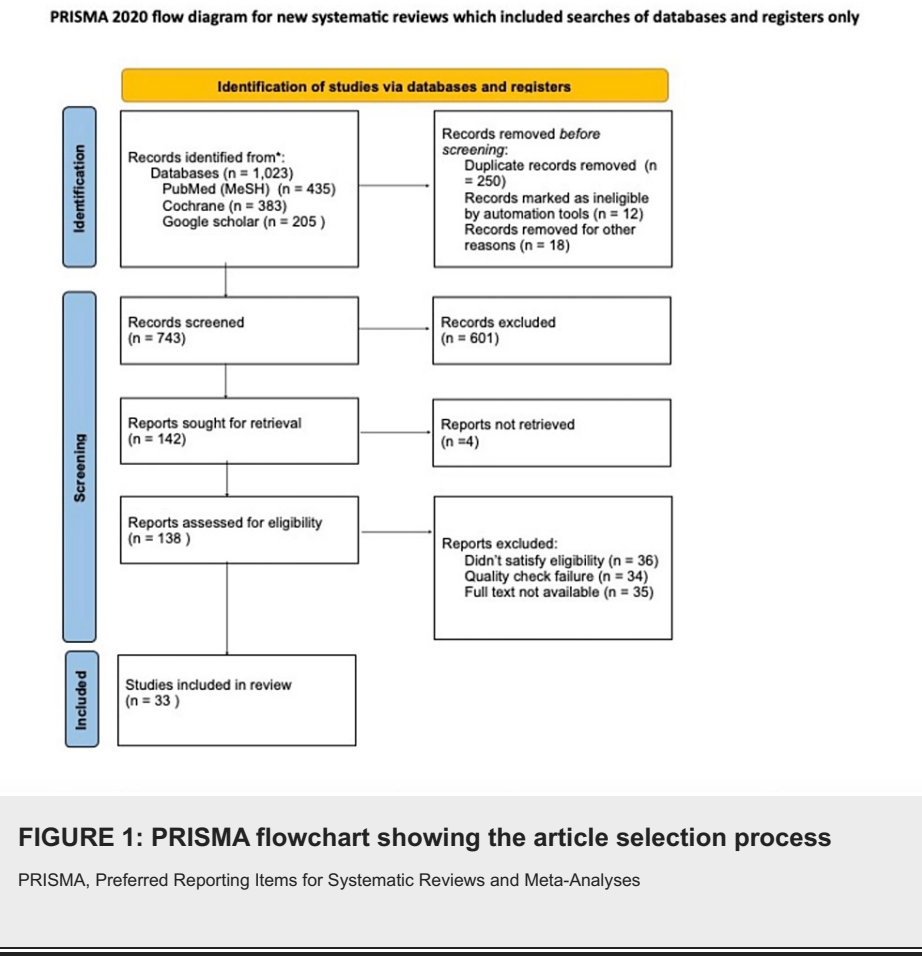 PRISMA 2020 flow diagram for new systematic reviews which included searches of databases and registers only
Identification of studies via databases and registers
Identification
Records identified from*:
Databases (n = 1,023)
PubMed (MeSH) (n = 435)
Cochrane (n = 383)
Google scholar (n = 205 )
Records removed before
screening:
Duplicate records removed (n
= 250)
Records marked as ineligible
by automation tools (n = 12)
Records removed for other
reasons (n = 18)
Screening
Records screened
(n = 743)
Records excluded
(n = 601)
Reports sought for retrieval
(n = 142)
Reports not retrieved
(n =4)
Reports assessed for eligibility
(n = 138 )
Reports excluded:
Didn't satisfy eligibility (n = 36)
Quality check failure (n = 34)
Full text not available (n = 35)
Included
Studies included in review
(n = 33 )
FIGURE 1: PRISMA flowchart showing the article selection process
PRISMA, Preferred Reporting Items for Systematic Reviews and Meta-Analyses